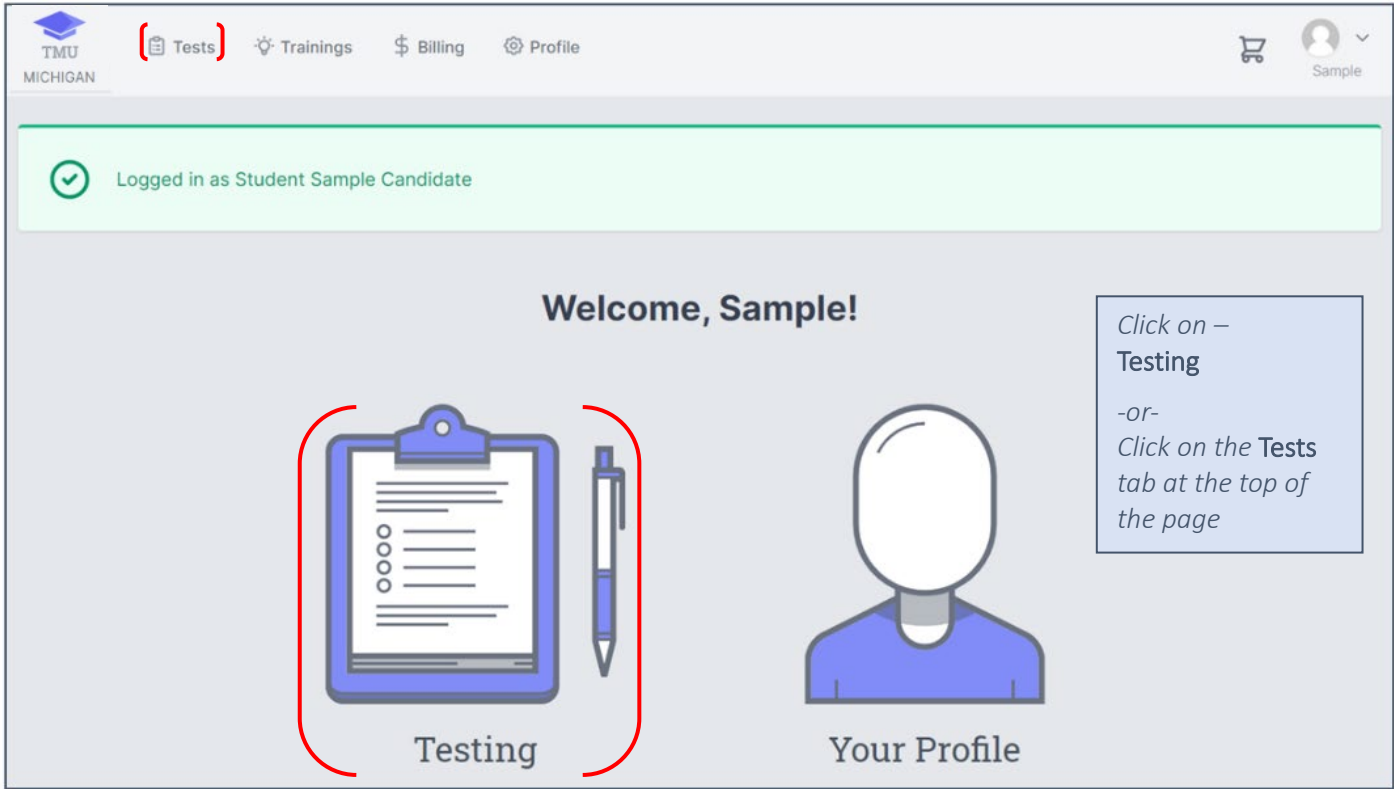 TMU
MICHIGAN
Tests
Trainings
Billing
Profile
Sample
Logged in as Student Sample Candidate
Welcome, Sample!
Click on –
Testing
-or-
Click on the Tests
tab at the top of
the page
Testing
Your Profile